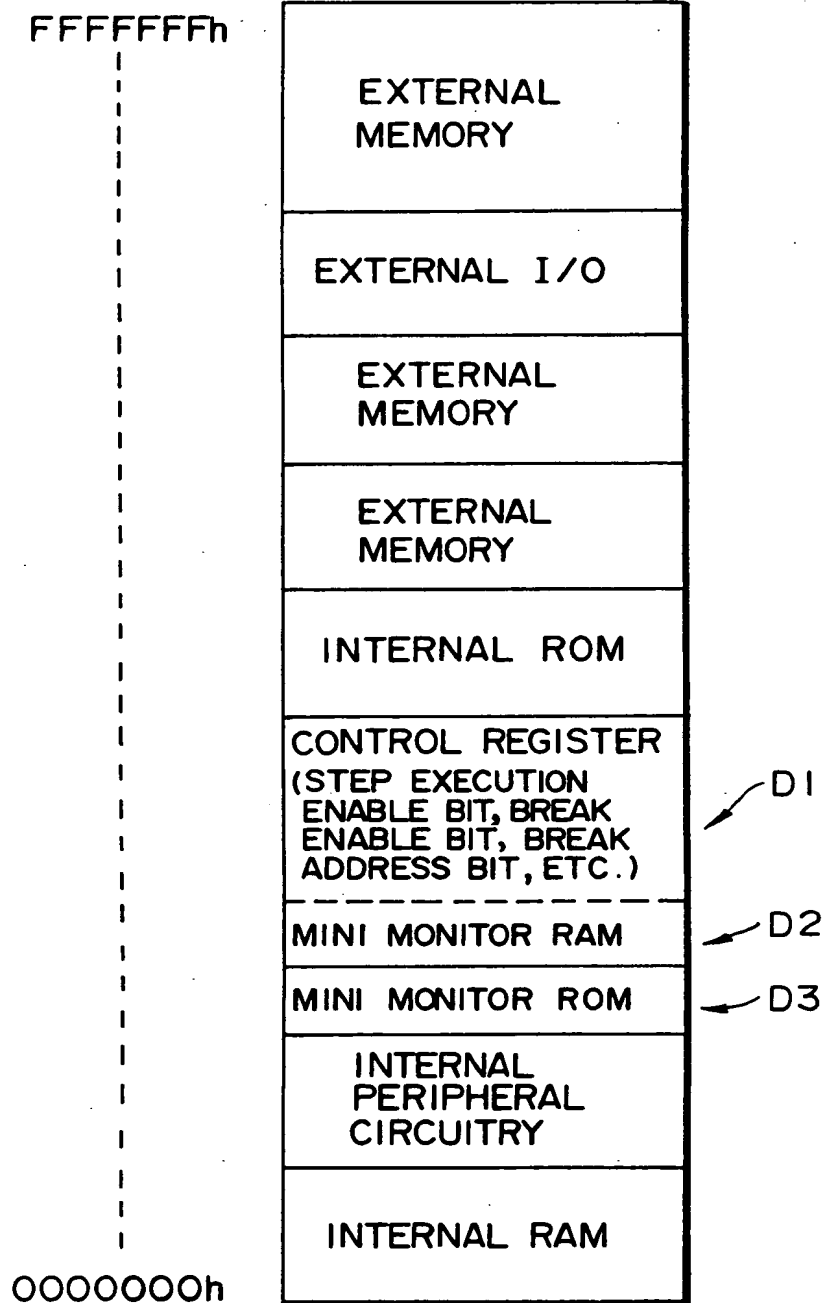 FFFFFFFh
EXTERNAL
MEMORY
EXTERNAL I/O
EXTERNAL
MEMORY
EXTERNAL
MEMORY
INTERNAL ROM
CONTROL REGISTER
(STEP EXECUTION
ENABLE BIT, BREAK
ENABLE BIT, BREAK
ADDRESS BIT, ETC.)
D1
MINI MONITOR RAM
D2
MINI MONITOR ROM
D3
INTERNAL
PERIPHERAL
CIRCUITRY
INTERNAL RAM
0000000h